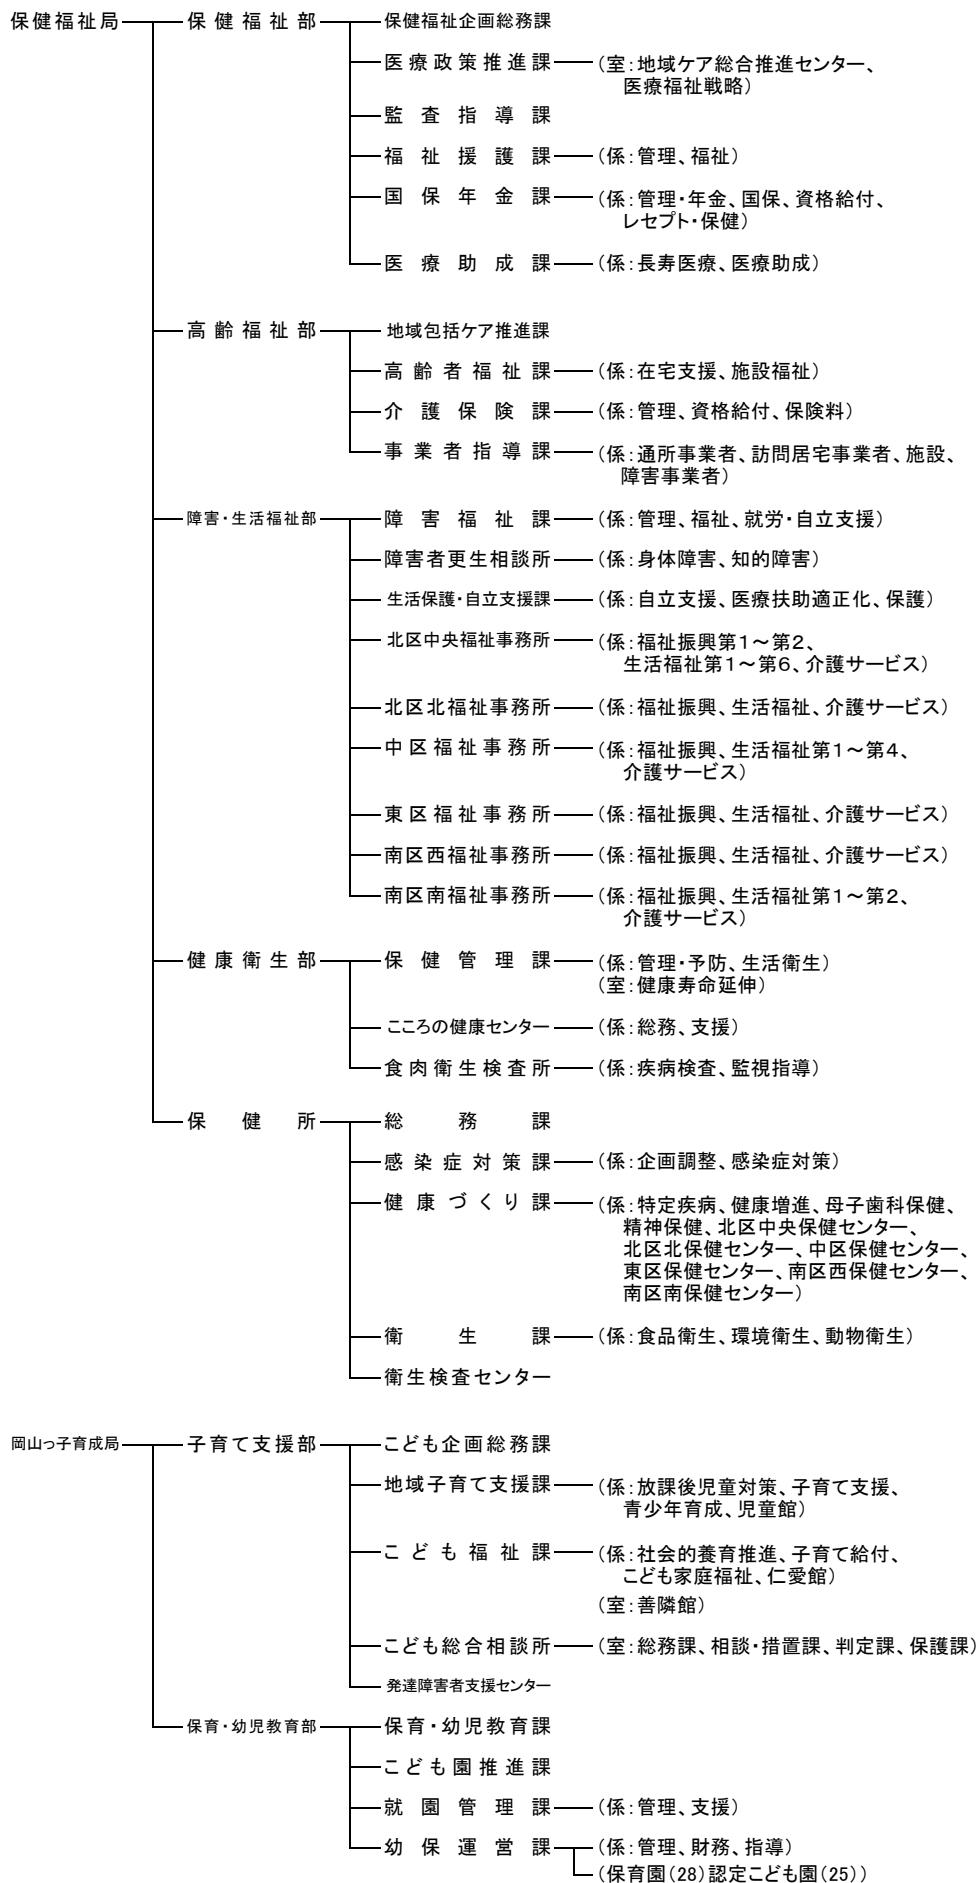 保健福祉局 保健福祉部 保健福祉企画総務課
医療政策推進課 (室:地域ケア総合推進センター、
医療福祉戦略)
監査指導課
福祉援護課 (係:管理、福祉)
国保年金課 (係:管理・年金、国保、資格給付、
レセプト・保健)
医療助成課 (係:長寿医療、医療助成)
高齢福祉部 地域包括ケア推進課
高齢者福祉課 (係:在宅支援、施設福祉)
介護保険課 (係:管理、資格給付、保険料)
事業者指導課 (係:通所事業者、訪問居宅事業者、施設、
障害事業者)
障害・生活福祉部 障害福祉課 (係:管理、福祉、就労・自立支援)
障害者更生相談所 (係:身体障害、知的障害)
生活保護・自立支援課 (係:自立支援、医療扶助適正化、保護)
北区中央福祉事務所 (係:福祉振興第1～第2、
生活福祉第1～第6、介護サービス)
北区北福祉事務所 (係:福祉振興、生活福祉、介護サービス)
中区福祉事務所 (係:福祉振興、生活福祉第1～第4、
介護サービス)
東区福祉事務所 (係:福祉振興、生活福祉、介護サービス)
南区西福祉事務所 (係:福祉振興、生活福祉、介護サービス)
南区南福祉事務所 (係:福祉振興、生活福祉第1～第2、
介護サービス)
健康衛生部 保健管理課 (係:管理・予防、生活衛生)
(室:健康寿命延伸)
こころの健康センター (係:総務、支援)
食肉衛生検査所 (係:疾病検査、監視指導)
保健所 総務課
感染症対策課 (係:企画調整、感染症対策)
健康づくり課 (係:特定疾病、健康増進、母子歯科保健、
精神保健、北区中央保健センター、
北区北保健センター、中区保健センター、
東区保健センター、南区西保健センター、
南区南保健センター)
衛生課 (係:食品衛生、環境衛生、動物衛生)
衛生検査センター
岡山っ子育成局 子育て支援部 こども企画総務課
地域子育て支援課 (係:放課後児童対策、子育て支援、
青少年育成、児童館)
こども福祉課 (係:社会的養育推進、子育て給付、
こども家庭福祉、仁愛館)
(室:善隣館)
こども総合相談所 (室:総務課、相談・措置課、判定課、保護課)
発達障害者支援センター
保育・幼児教育部 保育・幼児教育課
こども園推進課
就園管理課 (係:管理、支援)
幼保運営課 (係:管理、財務、指導)
(保育園(28)認定こども園(25))